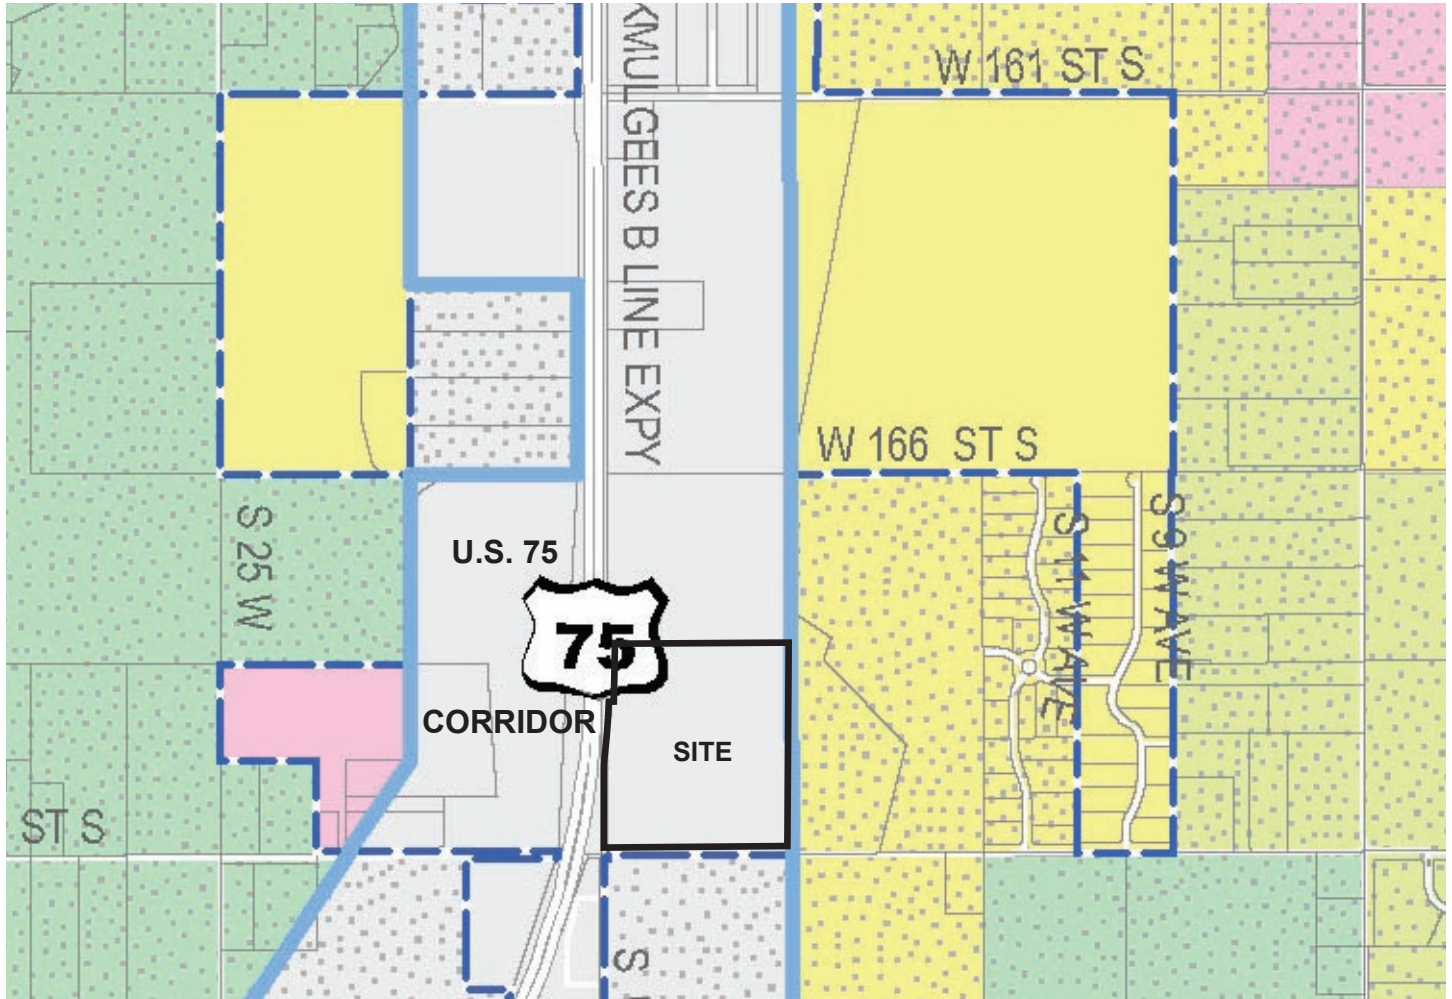 W 161 ST S
KMULGEES B LINE EXPY
W 166 ST S
S 25 W
U.S. 75
75
S 11 W AVE
S 9 W AVE
CORRIDOR
SITE
ST S
S